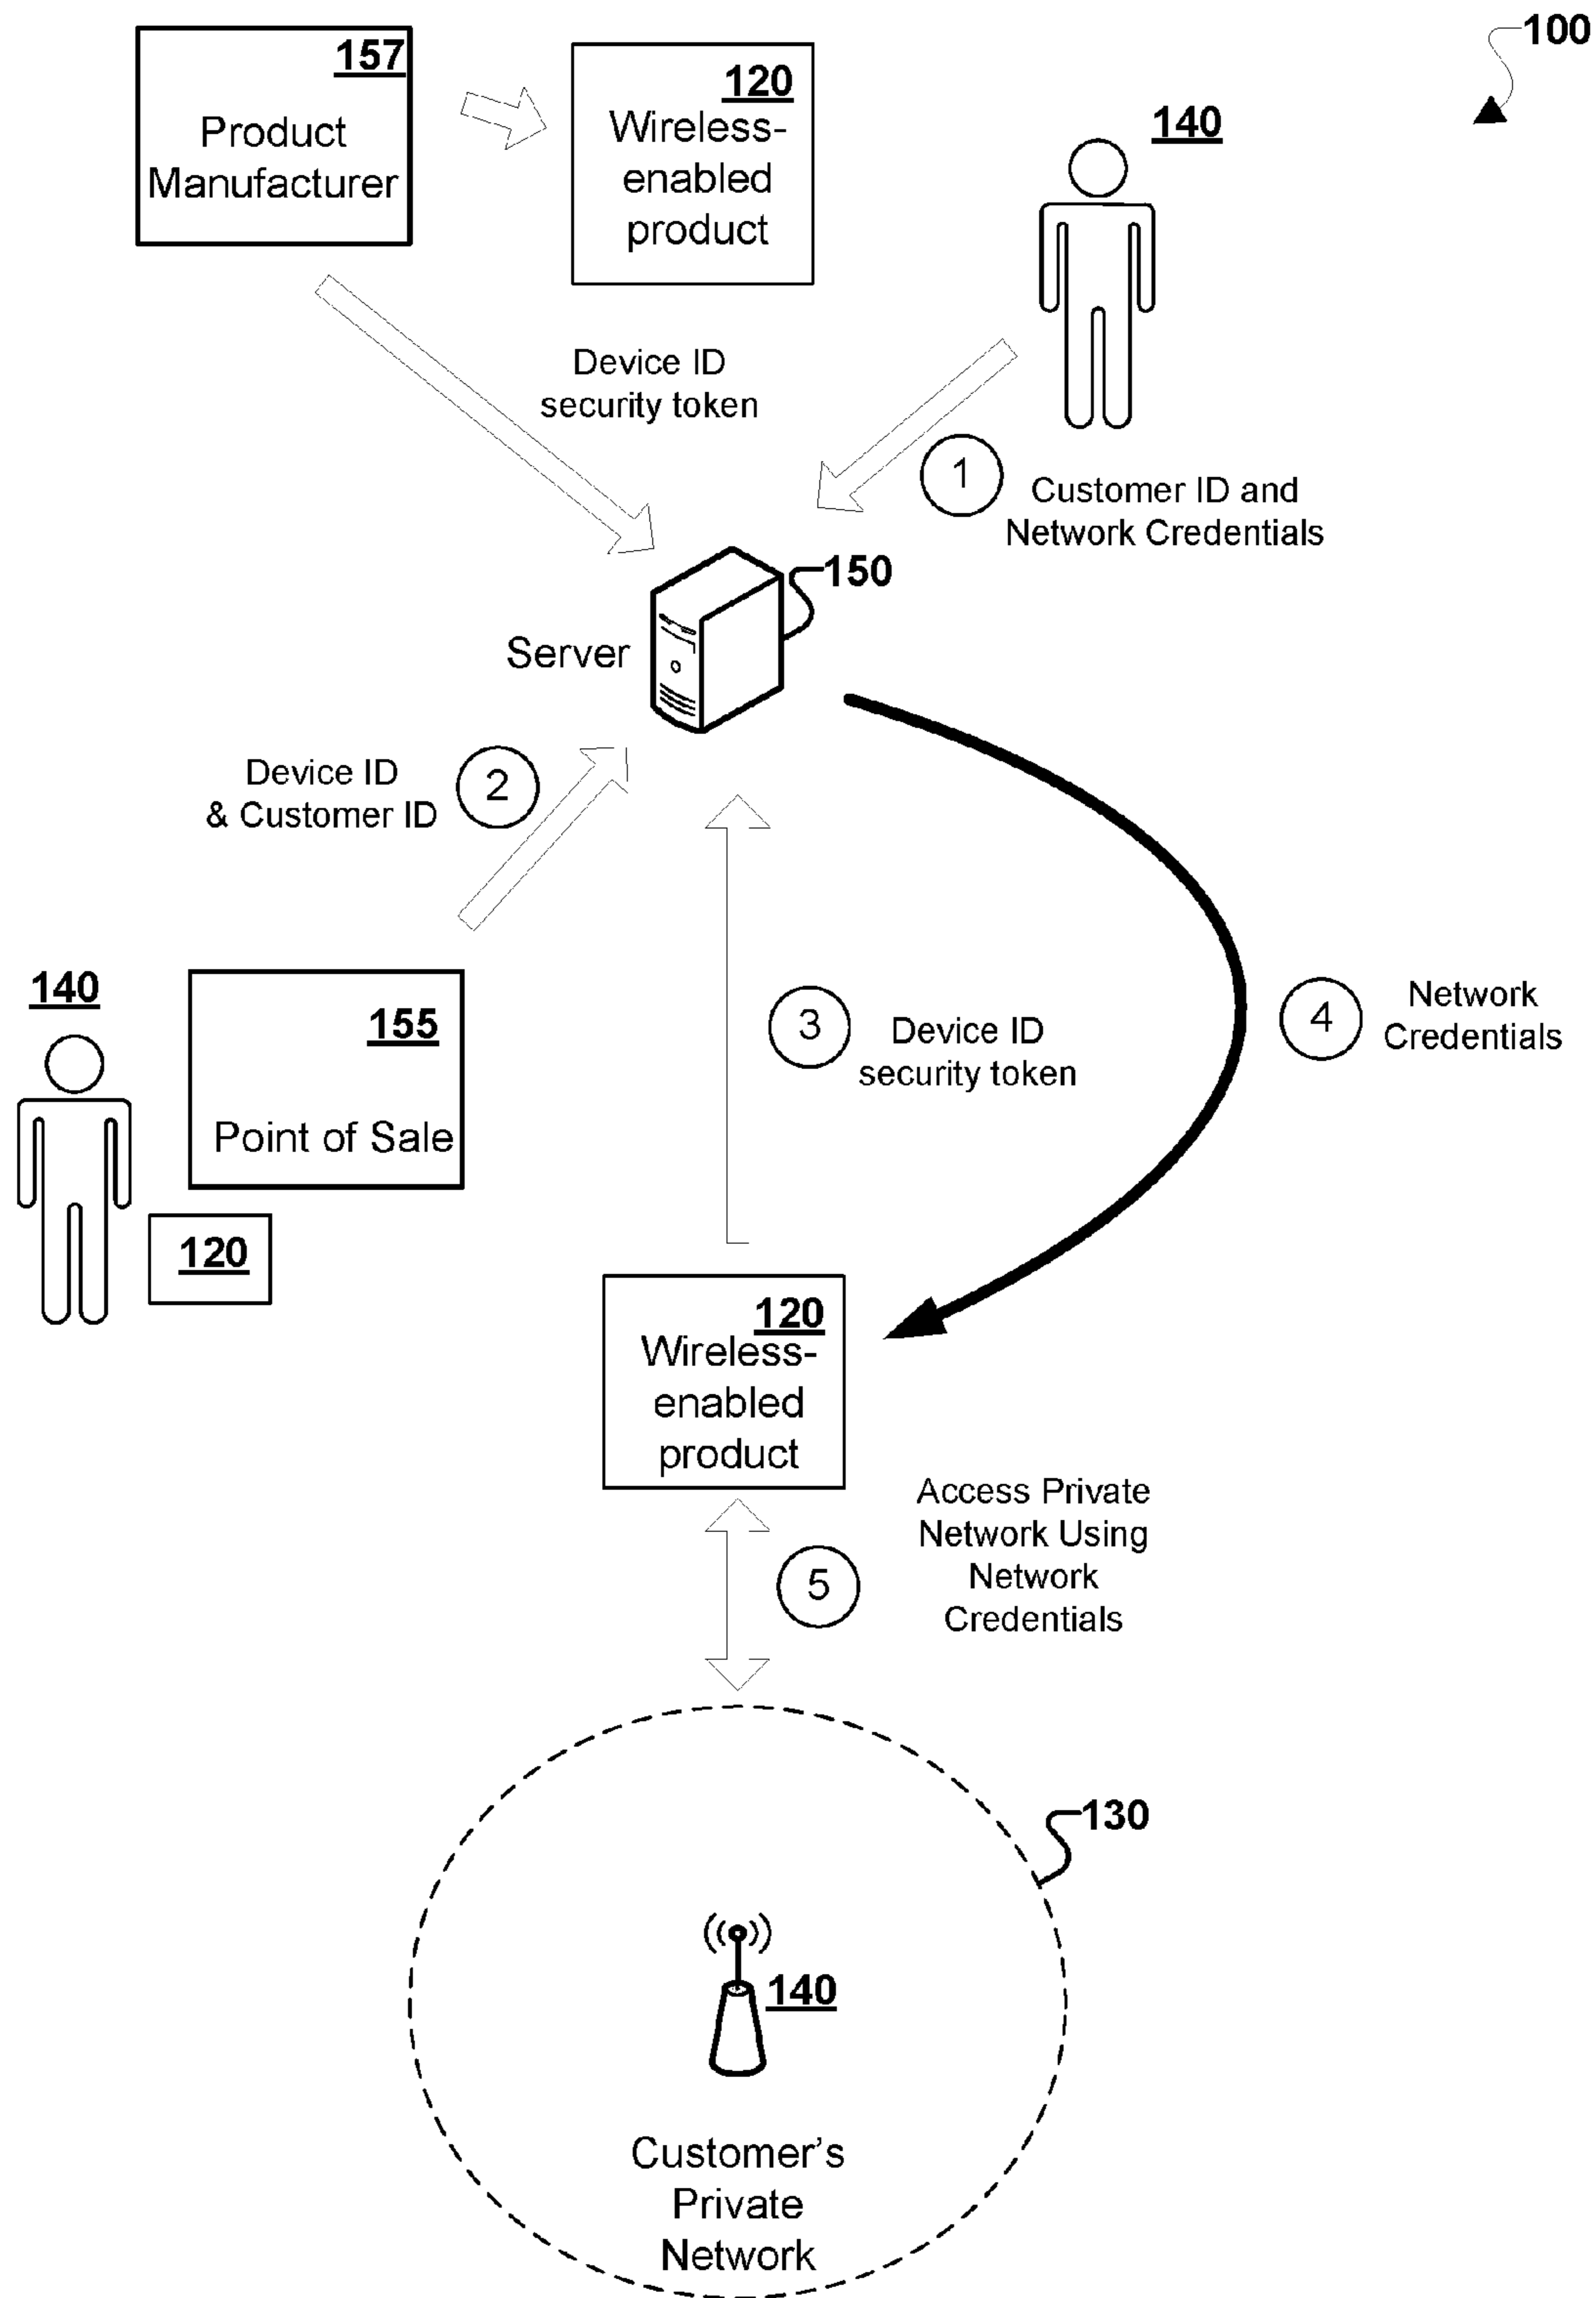 100
157
Product
Manufacturer
120
Wireless-
enabled
product
140
Device ID
security token
1
Customer ID and
Network Credentials
150
Server
Device ID
& Customer ID
2
140
155
Point of Sale
120
3
Device ID
security token
4
Network
Credentials
120
Wireless-
enabled
product
5
Access Private
Network Using
Network
Credentials
130
140
Customer's
Private
Network